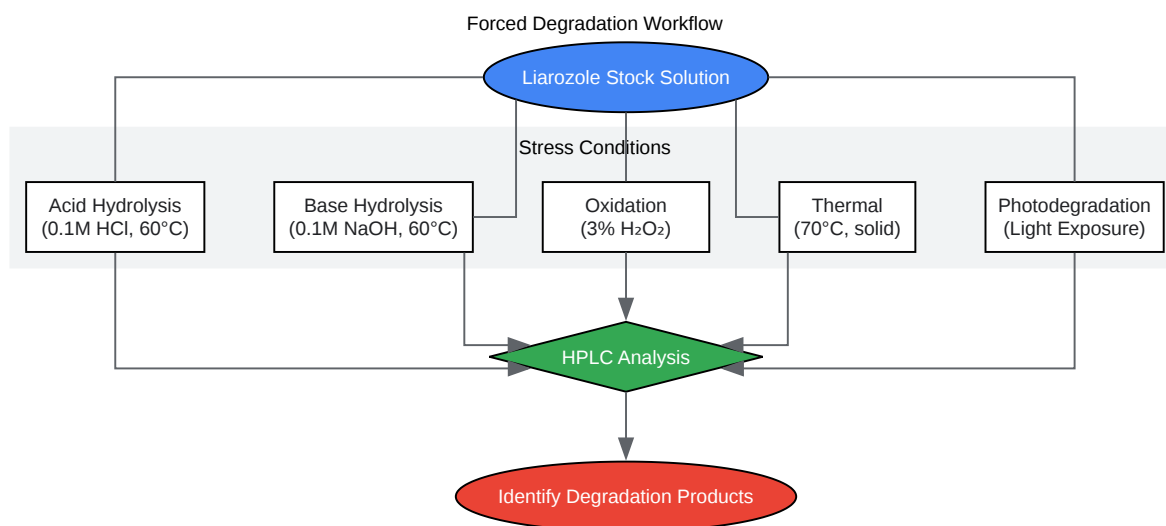 Forced Degradation Workflow
Liarozole Stock Solution
Stress Conditions
Acid Hydrolysis
(0.1M HCl, 60°C)
Base Hydrolysis
(0.1M NaOH, 60°C)
Oxidation
(3% H₂O₂)
Thermal
(70°C, solid)
Photodegradation
(Light Exposure)
HPLC Analysis
Identify Degradation Products